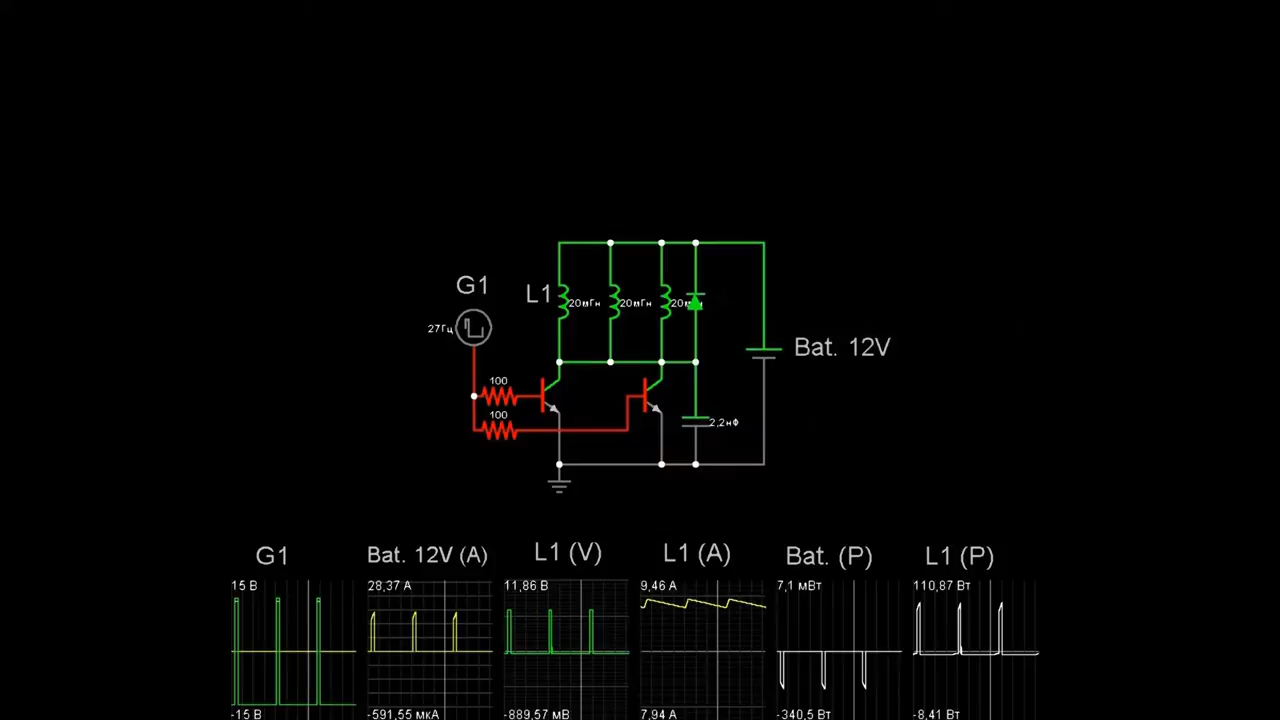 G1
L1
20мГн
20мГн
20мГн
27Гц
Bat. 12V
100
100
2,2нФ
G1
Bat. 12V (A)
L1 (V)
L1 (A)
Bat. (P)
L1 (P)
15 В
28,37 А
11,86 В
9,46 А
7,1 мВт
110,87 Вт
-15 В
-591,55 мкА
-889,57 мВ
7,94 А
-340,5 Вт
-8,41 Вт